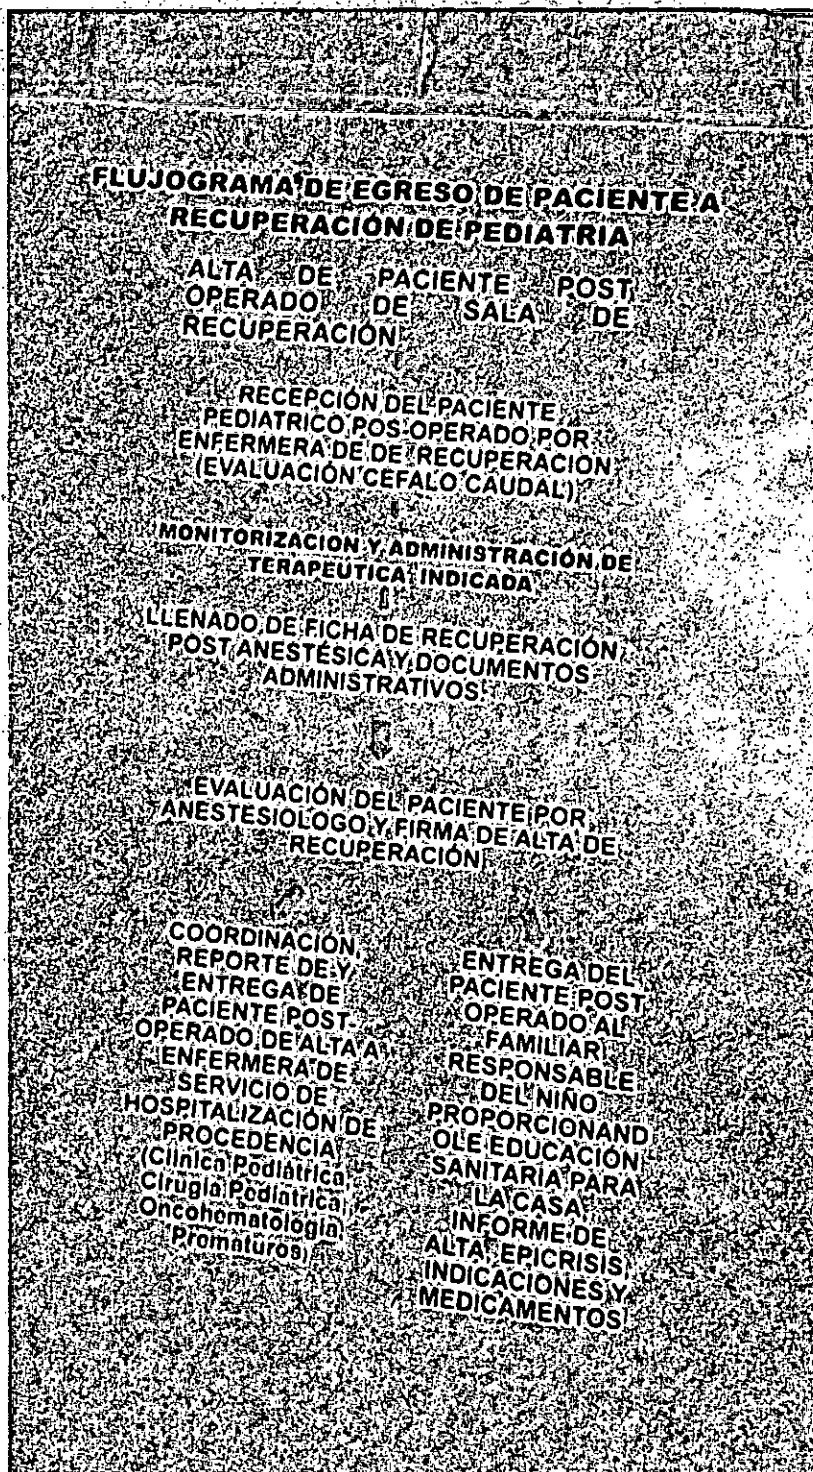 FLUJOGRAMA DE EGRESO DE PACIENTE A
RECUPERACIÓN DE PEDIATRIA
ALTA DE PACIENTE POST
OPERADO DE SALA DE
RECUPERACIÓN
RECEPCIÓN DEL PACIENTE
PEDIATRICO POS-OPERADO POR
ENFERMERA DE DE RECUPERACION
(EVALUACIÓN CEFALO CAUDAL)
MONITORIZACION Y ADMINISTRACIÓN DE
TERAPEUTICA INDICADA
LLENADO DE FICHA DE RECUPERACIÓN
POST ANESTÉSICA Y DOCUMENTOS
ADMINISTRATIVOS
EVALUACIÓN DEL PACIENTE POR
ANESTESIOLOGO Y FIRMA DE ALTA DE
RECUPERACIÓN
COORDINACIÓN,
REPORTE DE Y
ENTREGA DE
PACIENTE POST-
OPERADO DE ALTA A
ENFERMERA DE
SERVICIO DE
HOSPITALIZACIÓN DE
PROCEDENCIA
(Clinica Pediátrica
Cirugia Pediatrica
Oncohematologia
Prematuros)
ENTREGA DEL
PACIENTE POST
OPERADO AL
FAMILIAR
RESPONSABLE
DEL NIÑO
PROPORCIONAND
OLE EDUCACIÓN
SANITARIA PARA
LA CASA
INFORME DE
ALTA, EPICRISIS
INDICACIONES Y
MEDICAMENTOS